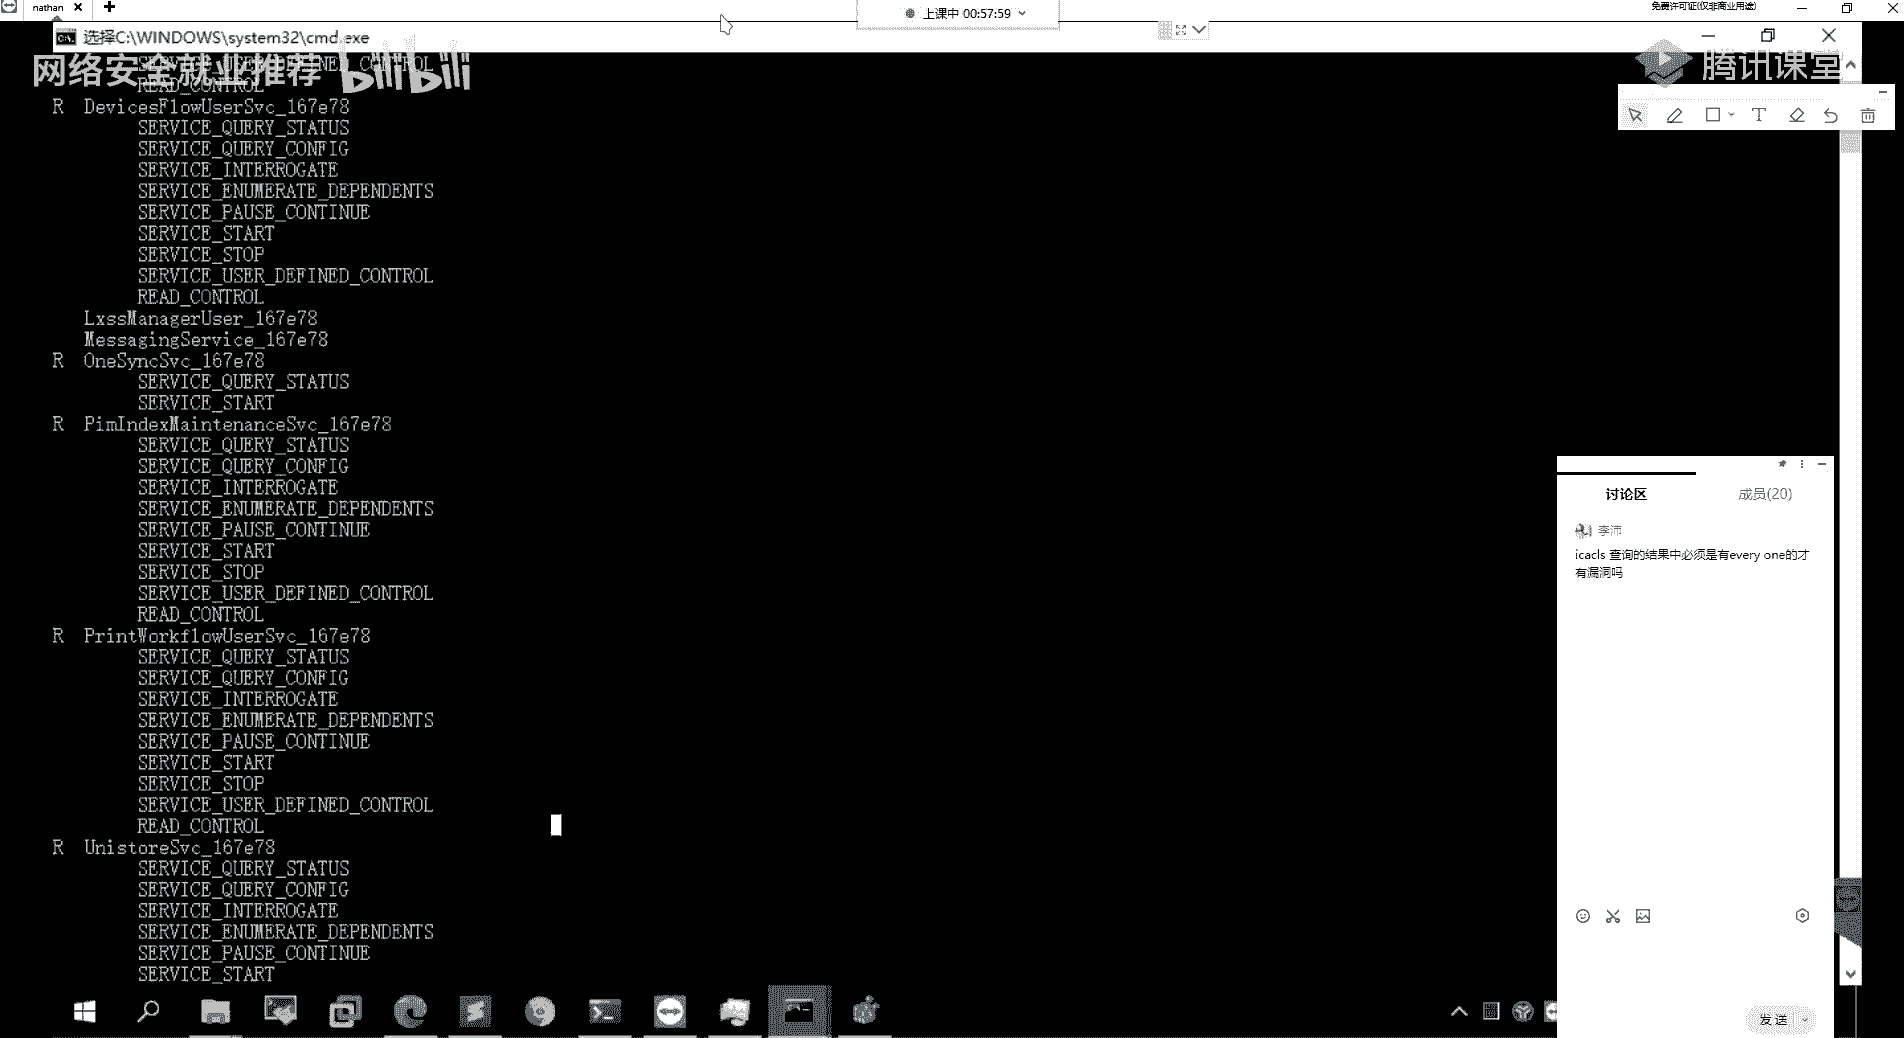 nathan
上课中 00:57:59
免费许可证(仅非商业用途)
选择C:\WINDOWS\system32\cmd.exe
网络安全就业推荐 bilibili
腾讯课堂
SERVICE_USER_DEFINED_CONTROL
READ_CONTROL
R DevicesFlowUserSvc_167e78
SERVICE_QUERY_STATUS
SERVICE_QUERY_CONFIG
SERVICE_INTERROGATE
SERVICE_ENUMERATE_DEPENDENTS
SERVICE_PAUSE_CONTINUE
SERVICE_START
SERVICE_STOP
SERVICE_USER_DEFINED_CONTROL
READ_CONTROL
LxssManagerUser_167e78
MessagingService_167e78
R OneSyncSvc_167e78
SERVICE_QUERY_STATUS
SERVICE_START
R PimIndexMaintenanceSvc_167e78
SERVICE_QUERY_STATUS
SERVICE_QUERY_CONFIG
SERVICE_INTERROGATE
SERVICE_ENUMERATE_DEPENDENTS
SERVICE_PAUSE_CONTINUE
SERVICE_START
SERVICE_STOP
SERVICE_USER_DEFINED_CONTROL
READ_CONTROL
R PrintWorkflowUserSvc_167e78
SERVICE_QUERY_STATUS
SERVICE_QUERY_CONFIG
SERVICE_INTERROGATE
SERVICE_ENUMERATE_DEPENDENTS
SERVICE_PAUSE_CONTINUE
SERVICE_START
SERVICE_STOP
SERVICE_USER_DEFINED_CONTROL
READ_CONTROL
R UnistoreSvc_167e78
SERVICE_QUERY_STATUS
SERVICE_QUERY_CONFIG
SERVICE_INTERROGATE
SERVICE_ENUMERATE_DEPENDENTS
SERVICE_PAUSE_CONTINUE
SERVICE_START
讨论区 成员(20)
李沛
icacls 查询的结果中必须是有every one的才
有漏洞吗
发送